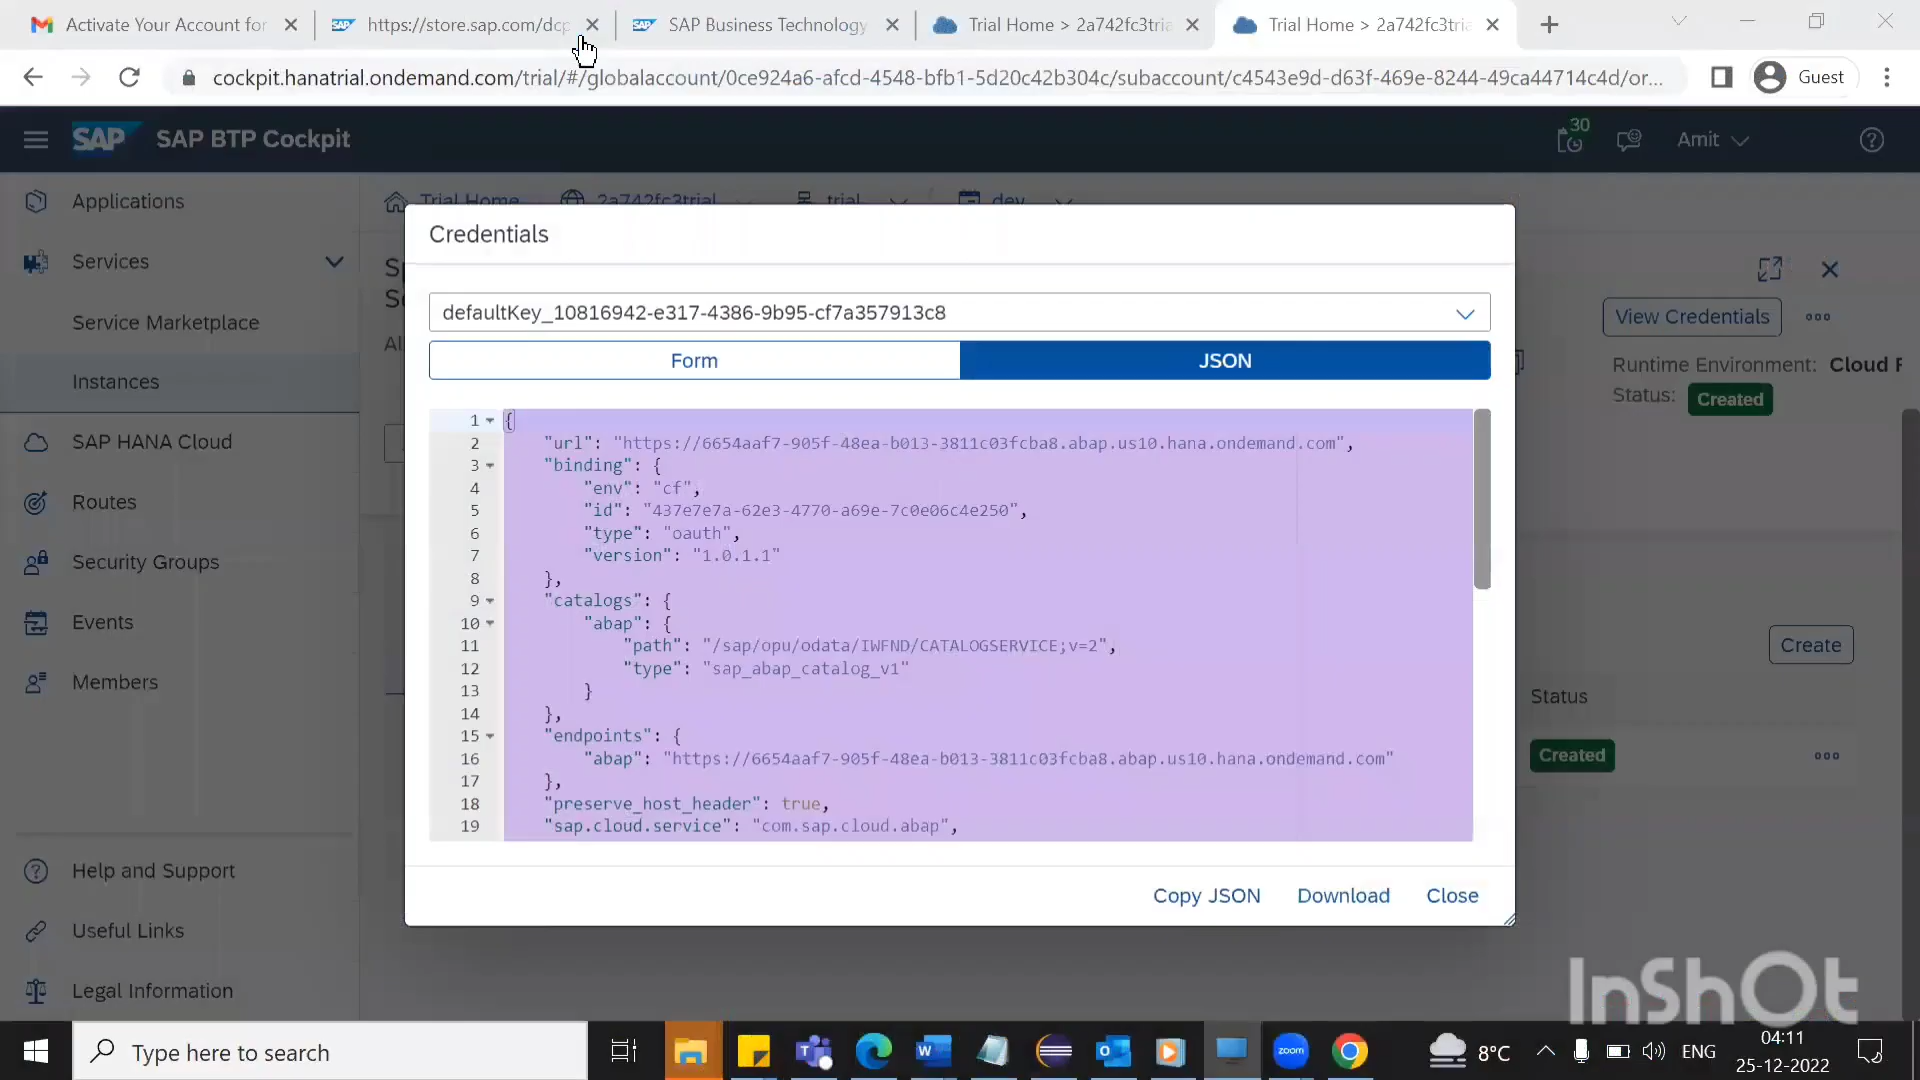 Activate Your Account for
https://store.sap.com/dcp
SAP Business Technology
Trial Home > 2a742fc3tria
Trial Home > 2a742fc3tria
cockpit.hanatrial.ondemand.com/trial/#/globalaccount/0ce924a6-afcd-4548-bfb1-5d20c42b304c/subaccount/c4543e9d-d63f-469e-8244-49ca44714c4d/or...
Guest
SAP SAP BTP Cockpit
30
Amit
Applications
Services
Service Marketplace
Instances
SAP HANA Cloud
Routes
Security Groups
Events
Members
Help and Support
Useful Links
Legal Information
Trial Home
2a742fc3trial
trial
dev
View Credentials
Runtime Environment: Cloud F
Status: Created
Create
Status
Created
Credentials
defaultKey_10816942-e317-4386-9b95-cf7a357913c8
Form
JSON
1 {
2 "url": "https://6654aaf7-905f-48ea-b013-3811c03fcba8.abap.us10.hana.ondemand.com",
3 "binding": {
4 "env": "cf",
5 "id": "437e7e7a-62e3-4770-a69e-7c0e06c4e250",
6 "type": "oauth",
7 "version": "1.0.1.1"
8 },
9 "catalogs": {
10 "abap": {
11 "path": "/sap/opu/odata/IWFND/CATALOGSERVICE;v=2",
12 "type": "sap_abap_catalog_v1"
13 }
14 },
15 "endpoints": {
16 "abap": "https://6654aaf7-905f-48ea-b013-3811c03fcba8.abap.us10.hana.ondemand.com"
17 },
18 "preserve_host_header": true,
19 "sap.cloud.service": "com.sap.cloud.abap",
Copy JSON
Download
Close
InShOt
Type here to search
zoom
8°C
ENG
04:11
25-12-2022